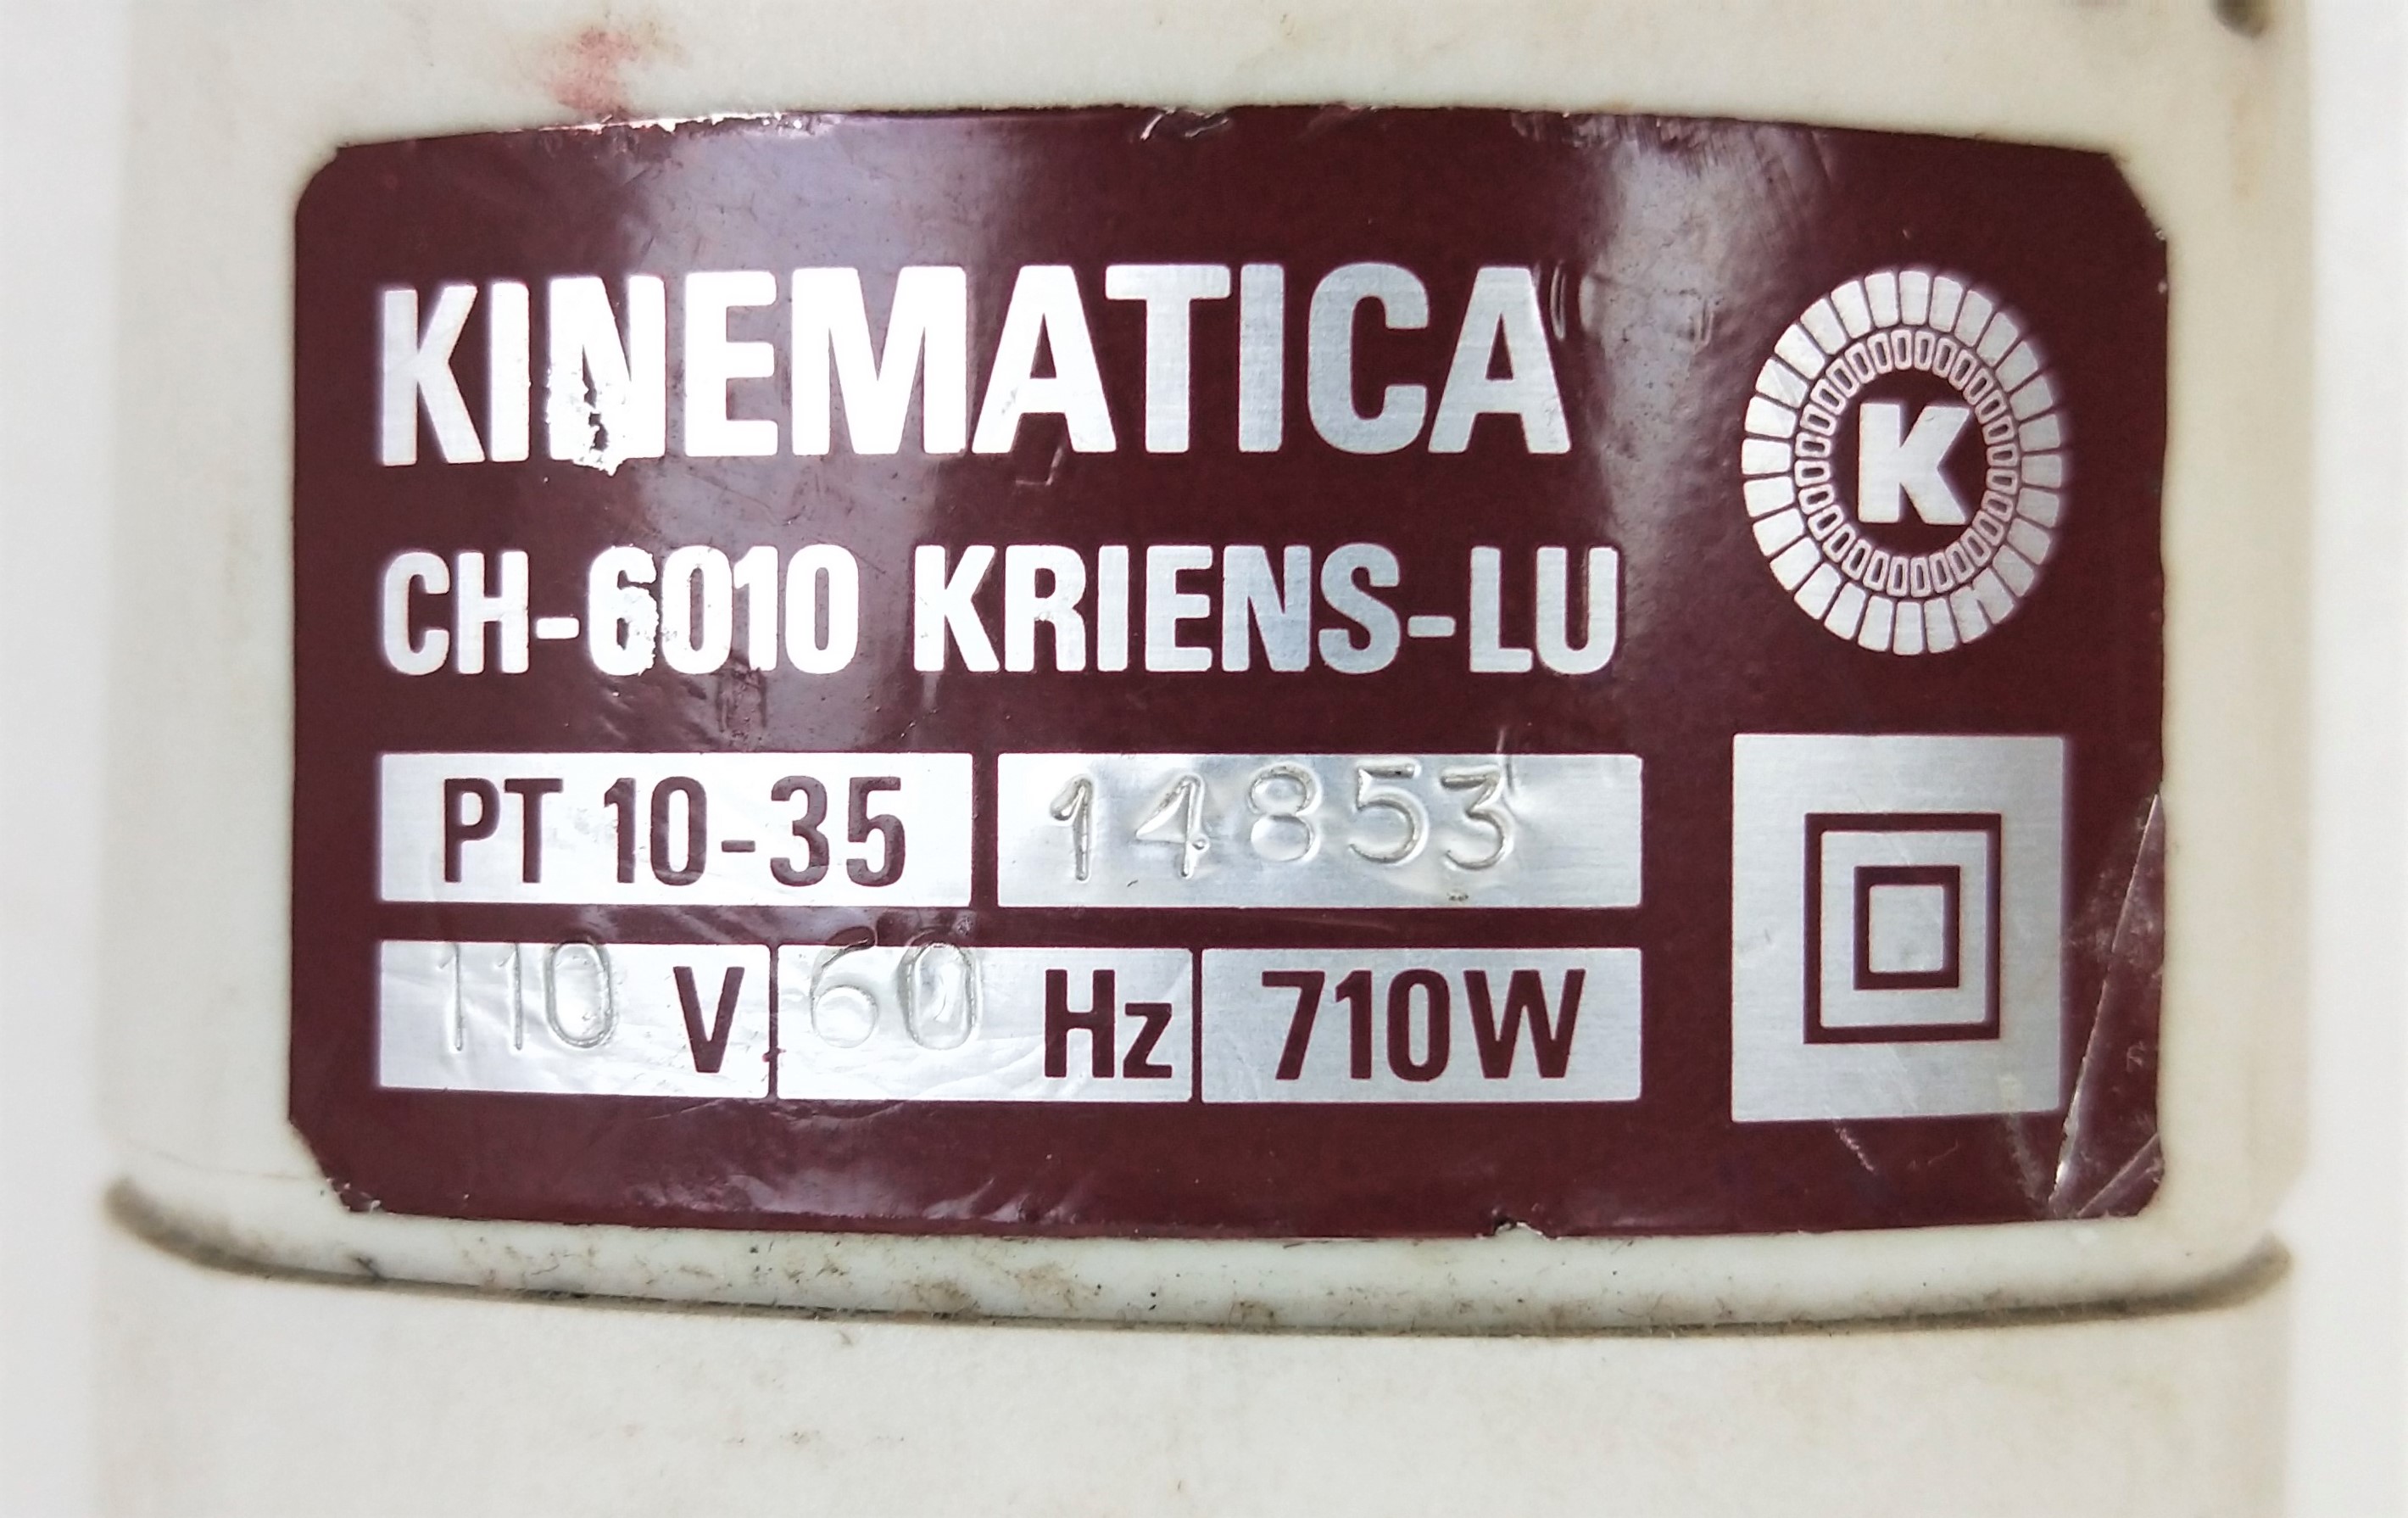 KINEMATICA
K
CH-6010 KRIENS-LU
PT 10-35 14853
110 V 60 Hz 710W